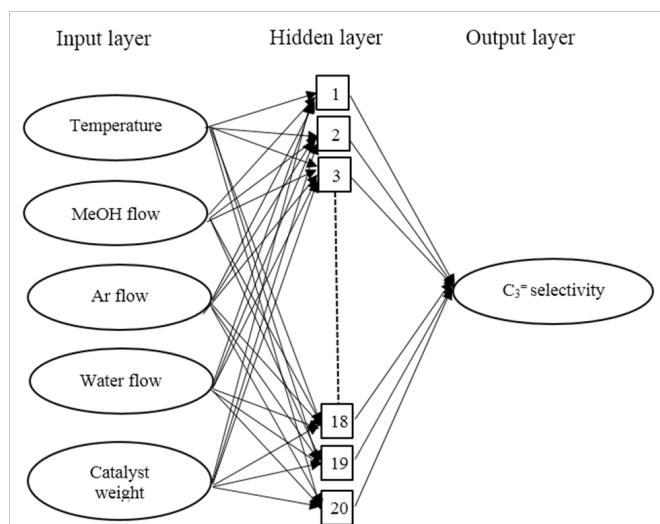 Input layer
Hidden layer
Output layer
Temperature
MeOH flow
Ar flow
Water flow
Catalyst
weight
1
2
3
18
19
20
C₃⁼ selectivity